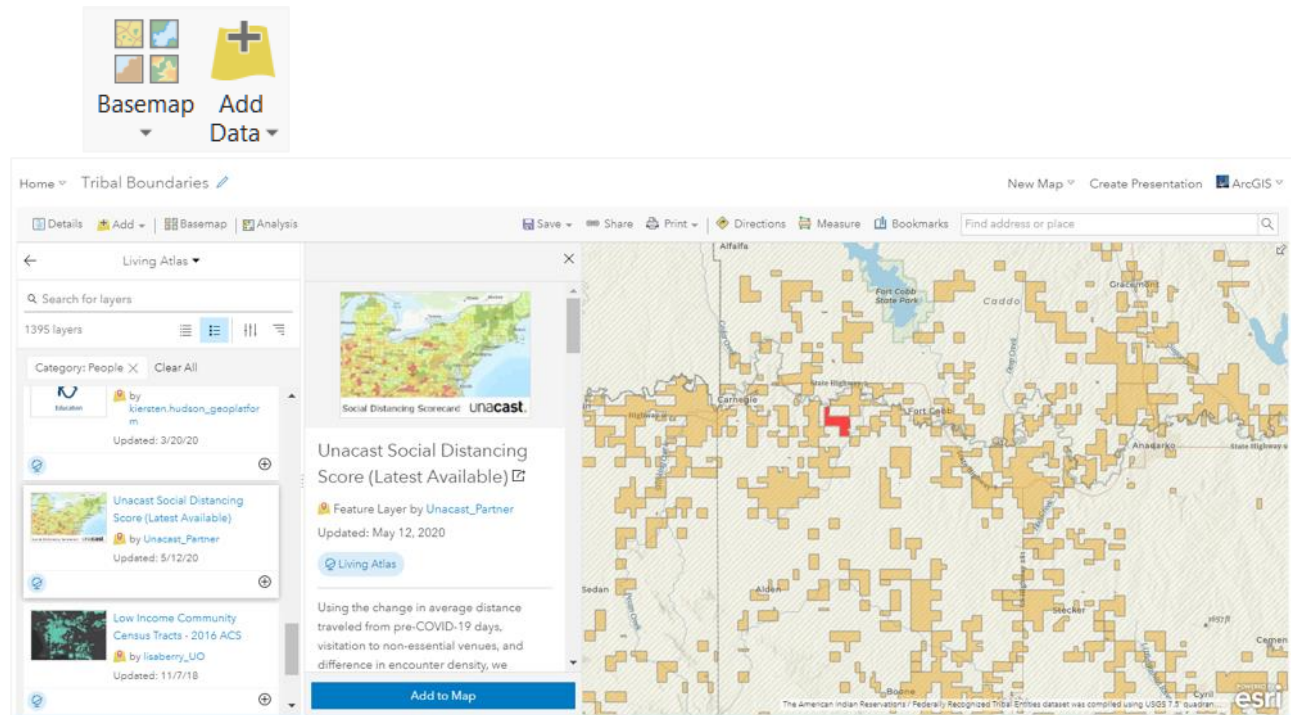 Basemap
Add
Data
Home
Tribal Boundaries
New Map
Create Presentation
ArcGIS
Details
Add
Basemap
Analysis
Save
Share
Print
Directions
Measure
Bookmarks
Find address or place
Living Atlas
Search for layers
1395 layers
Category: People
Clear All
Education
by
kiersten.hudson_geoplatfor
m
Updated: 3/20/20
Unacast Social Distancing
Score (Latest Available)
by Unacast_Partner
Updated: 5/12/20
Low Income Community
Census Tracts - 2016 ACS
by lisaberry_UO
Updated: 11/7/18
Social Distancing Scorecard
unacast.
Unacast Social Distancing
Score (Latest Available)
Feature Layer by Unacast_Partner
Updated: May 12, 2020
Living Atlas
Using the change in average distance
traveled from pre-COVID-19 days,
visitation to non-essential venues, and
difference in encounter density, we
Add to Map
Alfalfa
Fort Cobb
State Park
Caddo
Gracemont
Carnegie
Fort Cobb
Anadarko
Sedan
Alden
Stecker
1657ft
Cemen
Boone
Cyril
The American Indian Reservations / Federally Recognized Tribal Entities dataset was compiled using USGS 7.5' quadran...
esri